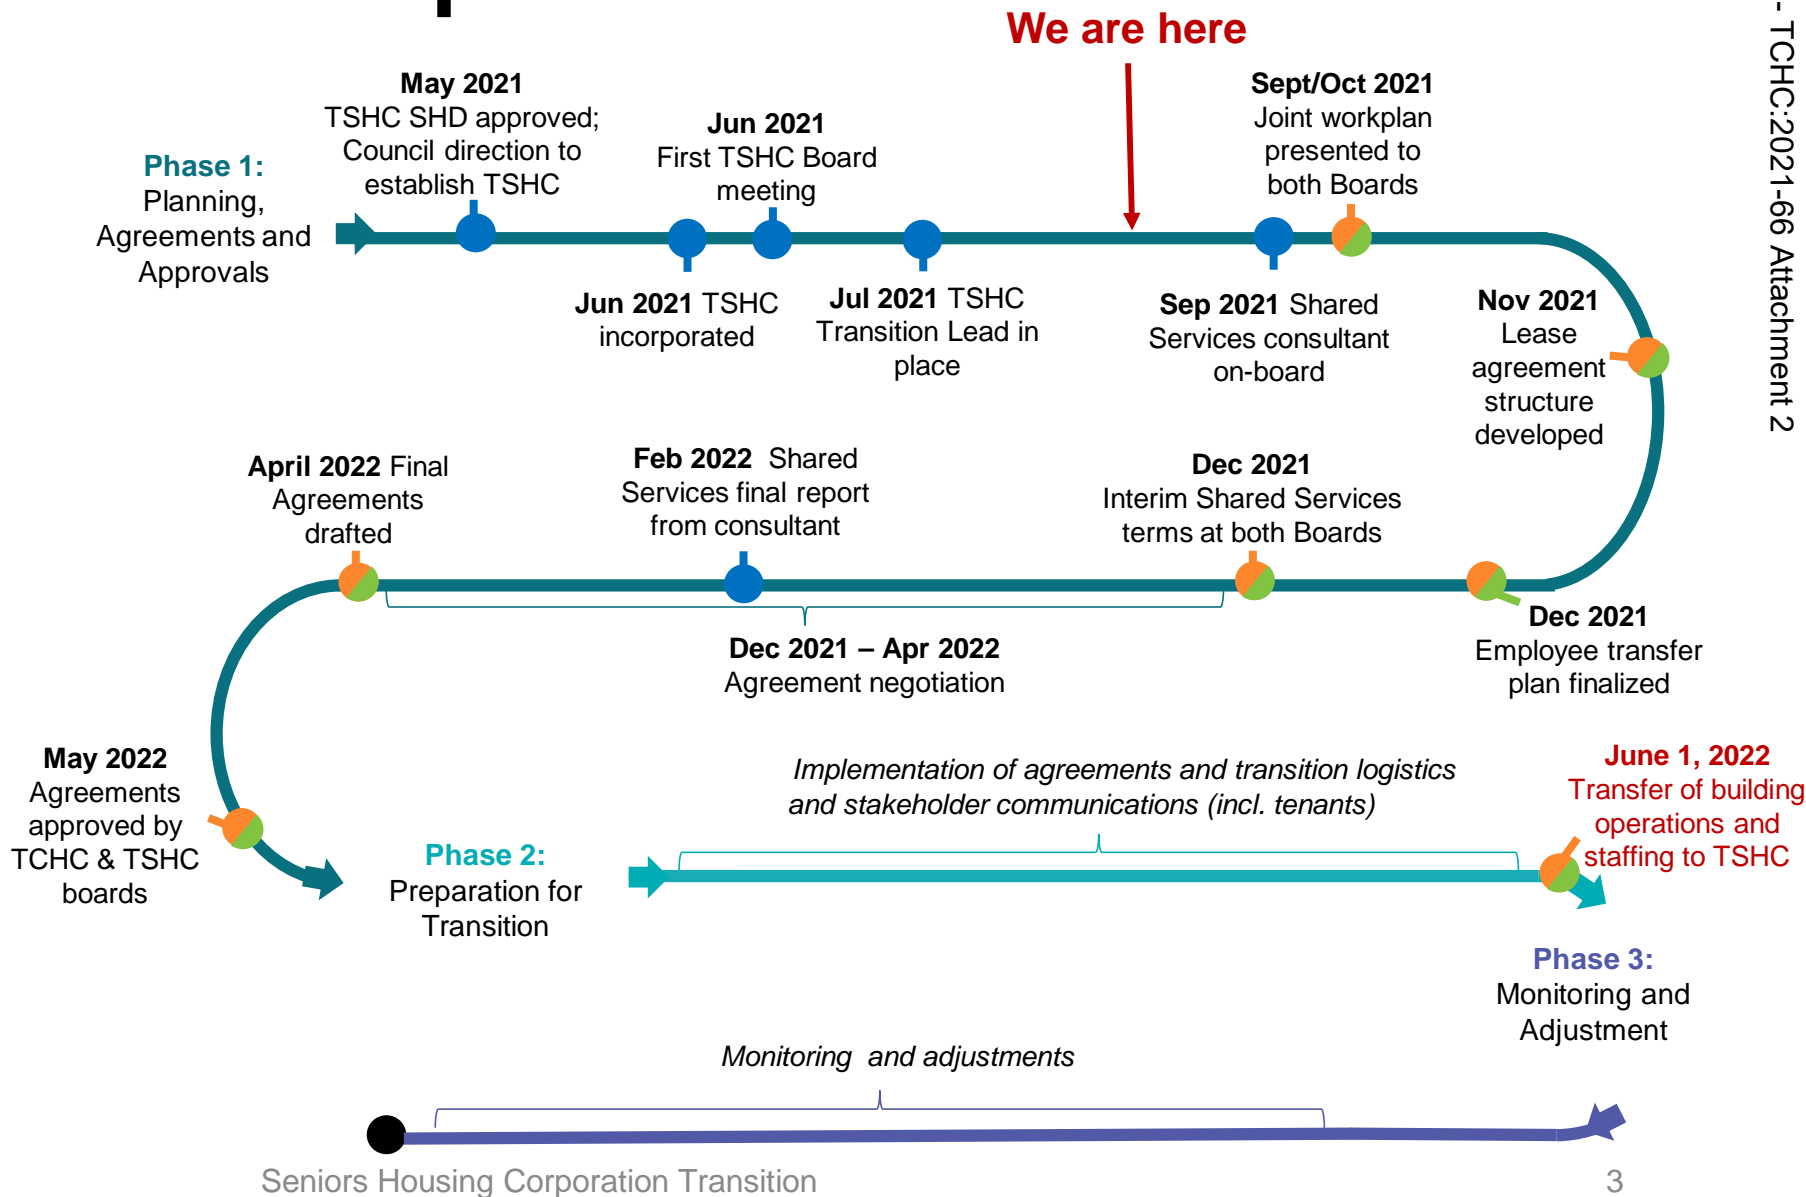 We are here
- TCHC:2021-66 Attachment 2
Phase 1:
Planning,
Agreements and
Approvals
May 2021
TSHC SHD approved;
Council direction to
establish TSHC
Jun 2021 TSHC
incorporated
Jun 2021
First TSHC Board
meeting
Jul 2021 TSHC
Transition Lead in
place
Sep 2021 Shared
Services consultant
on-board
Sept/Oct 2021
Joint workplan
presented to
both Boards
Nov 2021
Lease
agreement
structure
developed
Dec 2021
Employee transfer
plan finalized
Dec 2021
Interim Shared Services
terms at both Boards
Feb 2022 Shared
Services final report
from consultant
Dec 2021 – Apr 2022
Agreement negotiation
April 2022 Final
Agreements
drafted
May 2022
Agreements
approved by
TCHC & TSHC
boards
Phase 2:
Preparation for
Transition
Implementation of agreements and transition logistics
and stakeholder communications (incl. tenants)
June 1, 2022
Transfer of building
operations and
staffing to TSHC
Phase 3:
Monitoring and
Adjustment
Monitoring and adjustments
Seniors Housing Corporation Transition
3